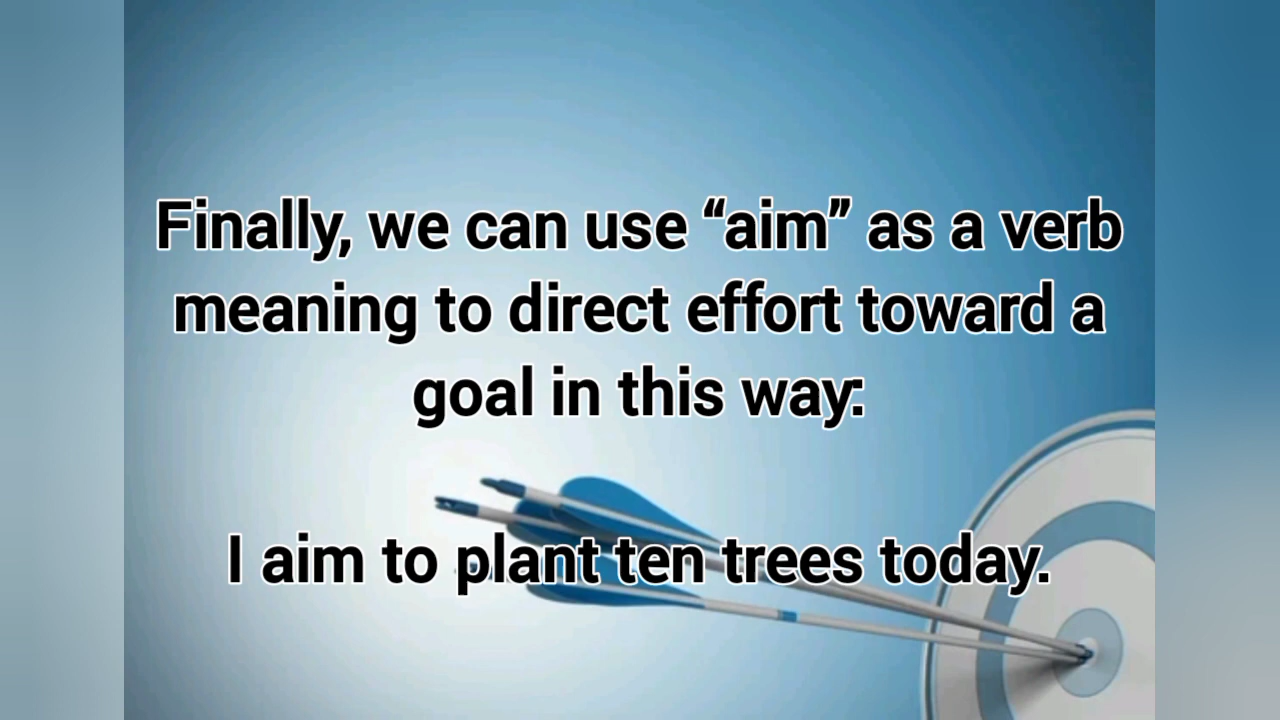 Finally, we can use “aim” as a verb
meaning to direct effort toward a
goal in this way:
I aim to plant ten trees today.